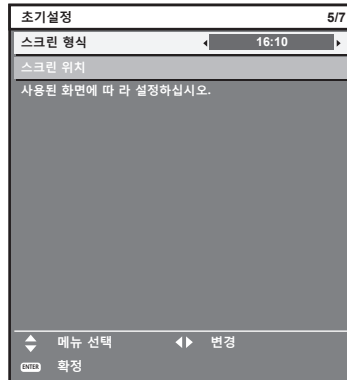 초기설정 5/7
스크린 형식 16:10
스크린 위치
사용된 화면에 따 라 설정하십시오.
메뉴 선택 변경
ENTER 확정